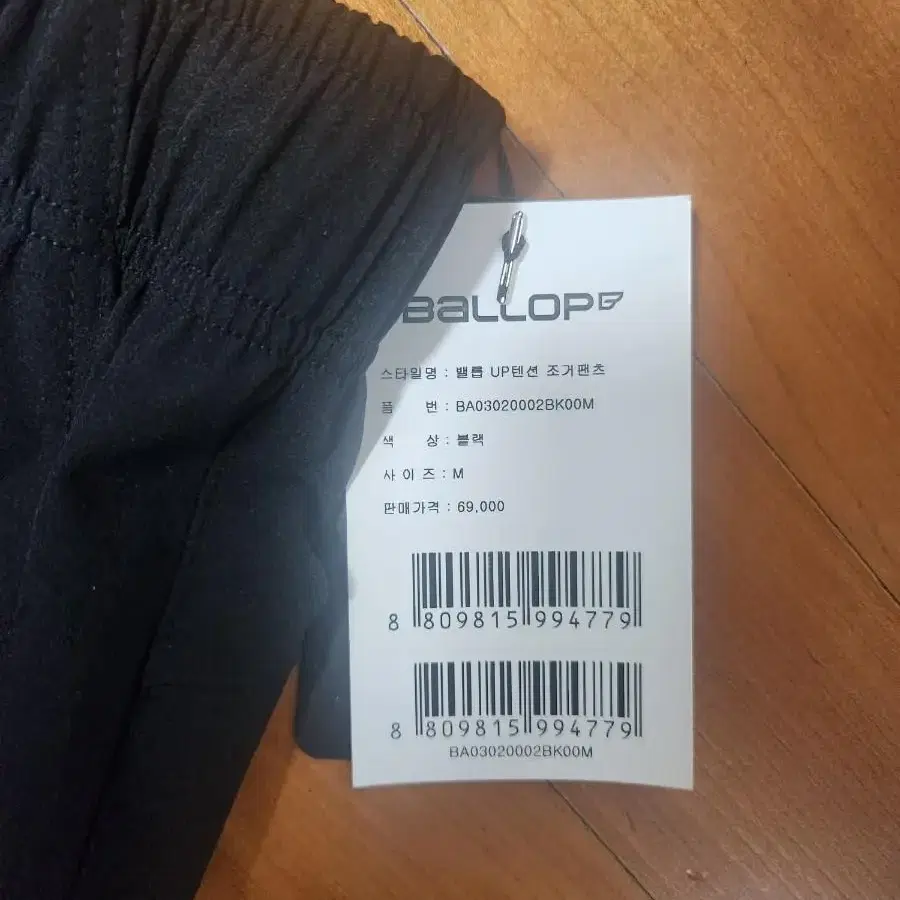 BALLOP
스타일명 : 밸롭 UP텐션 조거팬츠
품 번 : BA03020002BK00M
색 상 : 블랙
사 이 즈 : M
판매가격 : 69,000
8 809815 994779
8 809815 994779
BA03020002BK00M